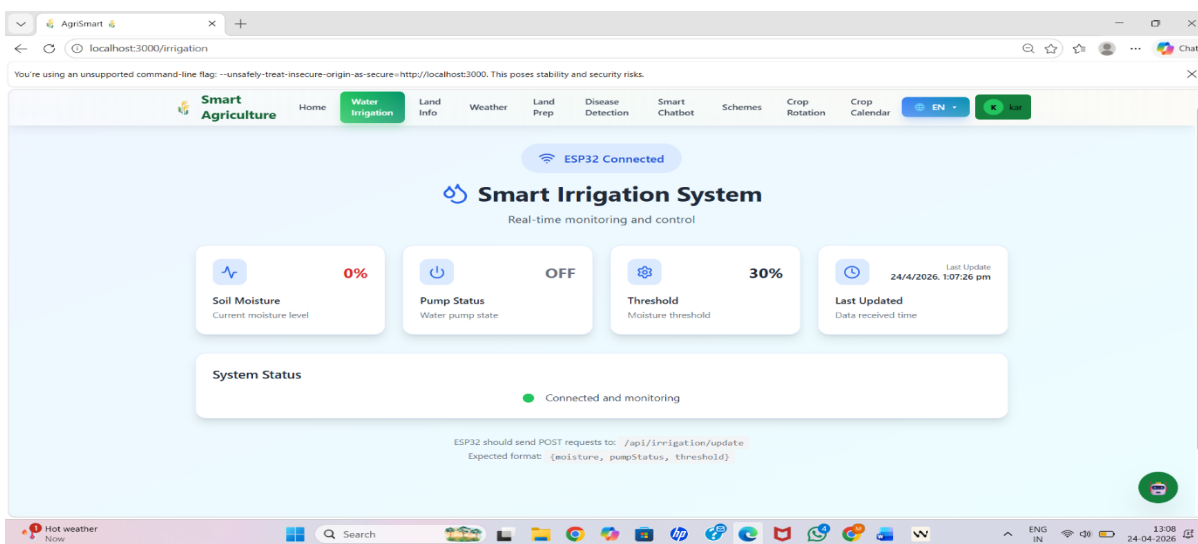 AgriSmart
localhost:3000/irrigation
Chat
You're using an unsupported command-line flag: --unsafely-treat-insecure-origin-as-secure=http://localhost:3000. This poses stability and security risks.
Smart Agriculture
Home
Water Irrigation
Land Info
Weather
Land Prep
Disease Detection
Smart Chatbot
Schemes
Crop Rotation
Crop Calendar
EN
K kar
ESP32 Connected
Smart Irrigation System
Real-time monitoring and control
0%
Soil Moisture
Current moisture level
OFF
Pump Status
Water pump state
30%
Threshold
Moisture threshold
Last Update
24/4/2026, 1:07:26 pm
Last Updated
Data received time
System Status
Connected and monitoring
ESP32 should send POST requests to: /api/irrigation/update
Expected format: {moisture, pumpStatus, threshold}
1
Hot weather
Now
Search
hp
4
ENG
IN
13:08
24-04-2026